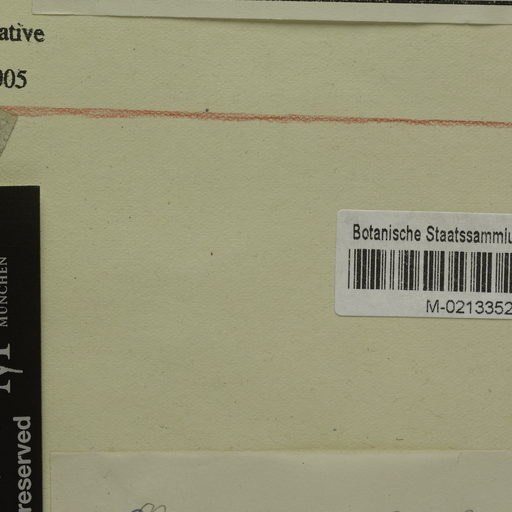 ative
005
Botanische Staatssammlu
M-0213352
MÜNCHEN
reserved